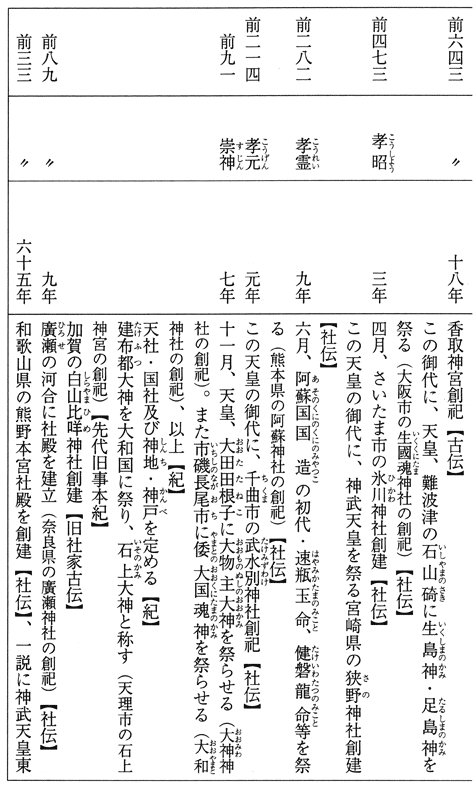 前六四三 〃 十八年 香取神宮創祀【古伝】
この御代に、天皇、難波津の石山碕に生島神・足島神を
祭る(大阪市の生國魂神社の創祀)【社伝】
前四七三 孝昭 三年 四月、さいたま市の氷川神社創建【社伝】
この天皇の御代に、神武天皇を祭る宮崎県の狭野神社創建
【社伝】
前二八二 孝霊 九年 六月、阿蘇国国造の初代・速瓶玉命、健磐龍命等を祭
る(熊本県の阿蘇神社の創祀)【社伝】
前二一四 孝元 元年 この天皇の御代に、千曲市の武水別神社創祀【社伝】
前九一 崇神 七年 十一月、天皇、大田田根子に大物主大神を祭らせる(大神神
社の創祀)。また市磯長尾市に倭大国魂神を祭らせる(大和
神社の創祀)、以上【紀】
天社・国社及び神地・神戸を定める【紀】
建布都大神を大和国に祭り、石上大神と称す(天理市の石上
神宮の創祀)【先代旧事本紀】
加賀の白山比咩神社創建【旧社家古伝】
前八九 〃 九年 廣瀬の河合に社殿を建立(奈良県の廣瀬神社の創祀)【社伝】
前三三 〃 六十五年 和歌山県の熊野本宮社殿を創建【社伝】、一説に神武天皇東